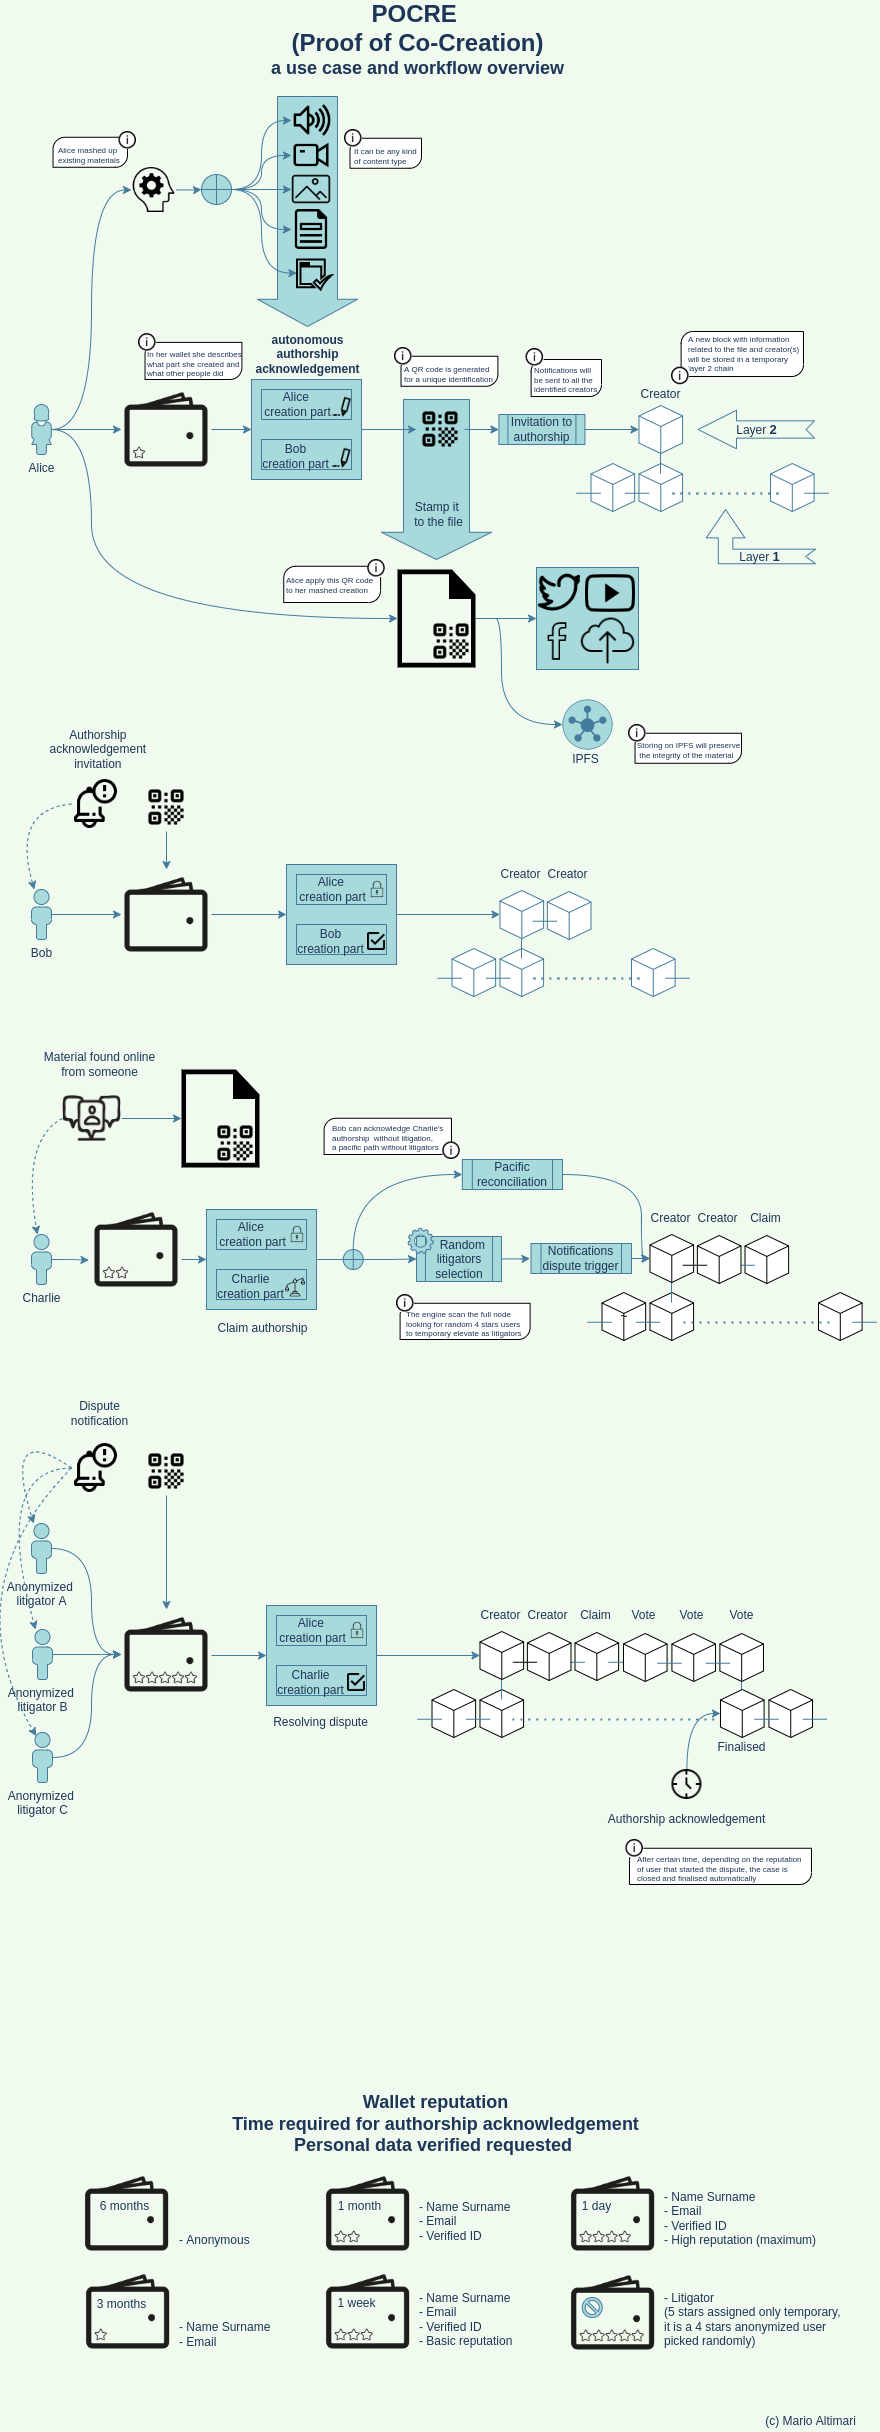 POCRE
(Proof of Co-Creation)
a use case and workflow overview
Alice mashed up
existing materials
It can be any kind
of content type
In her wallet she describes
what part she created and
what other people did
autonomous
authorship
acknowledgement
A QR code is generated
for a unique identification
Notifications will
be sent to all the
identified creators
A new block with information
related to the file and creator(s)
will be stored in a temporary
layer 2 chain
Creator
Alice
creation part
Bob
creation part
Invitation to
authorship
Layer 2
Alice
Stamp it
to the file
Layer 1
Alice apply this QR code
to her mashed creation
IPFS
Storing on IPFS will preserve
the integrity of the material
Authorship
acknowledgement
invitation
Alice
creation part
Bob
creation part
Creator Creator
Bob
Material found online
from someone
Bob can acknowledge Charlie's
authorship without litigation,
a pacific path without litigators
Pacific
reconciliation
Alice
creation part
Charlie
creation part
Random
litigators
selection
Notifications
dispute trigger
Creator Creator Claim
Charlie
Claim authorship
The engine scan the full node
looking for random 4 stars users
to temporary elevate as litigators
~
Dispute
notification
Anonymized
litigator A
Anonymized
litigator B
Anonymized
litigator C
Alice
creation part
Charlie
creation part
Resolving dispute
Creator Creator Claim Vote Vote Vote
Finalised
Authorship acknowledgement
After certain time, depending on the reputation
of user that started the dispute, the case is
closed and finalised automatically
Wallet reputation
Time required for authorship acknowledgement
Personal data verified requested
6 months
- Anonymous
1 month
- Name Surname
- Email
- Verified ID
1 day
- Name Surname
- Email
- Verified ID
- High reputation (maximum)
3 months
- Name Surname
- Email
1 week
- Name Surname
- Email
- Verified ID
- Basic reputation
- Litigator
(5 stars assigned only temporary,
it is a 4 stars anonymized user
picked randomly)
(c) Mario Altimari